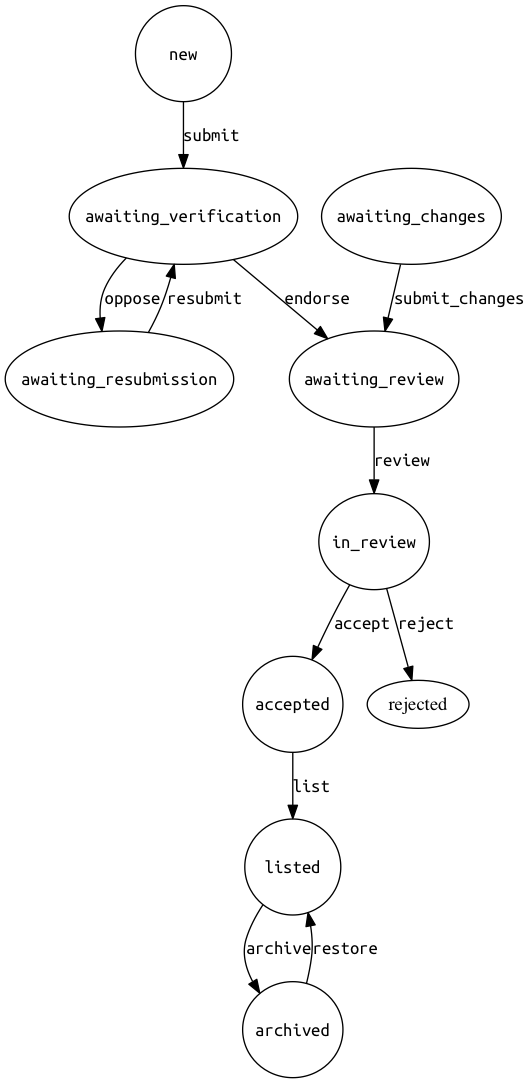 new
submit
awaiting_verification
awaiting_changes
oppose
resubmit
endorse
submit_changes
awaiting_resubmission
awaiting_review
review
in_review
accept
reject
accepted
rejected
list
listed
archive
restore
archived